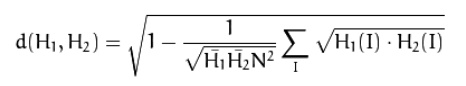 d(H₁,H₂) = √(1 − 1/√(H̄₁H̄₂N²) ∑_I √(H₁(I) · H₂(I)))